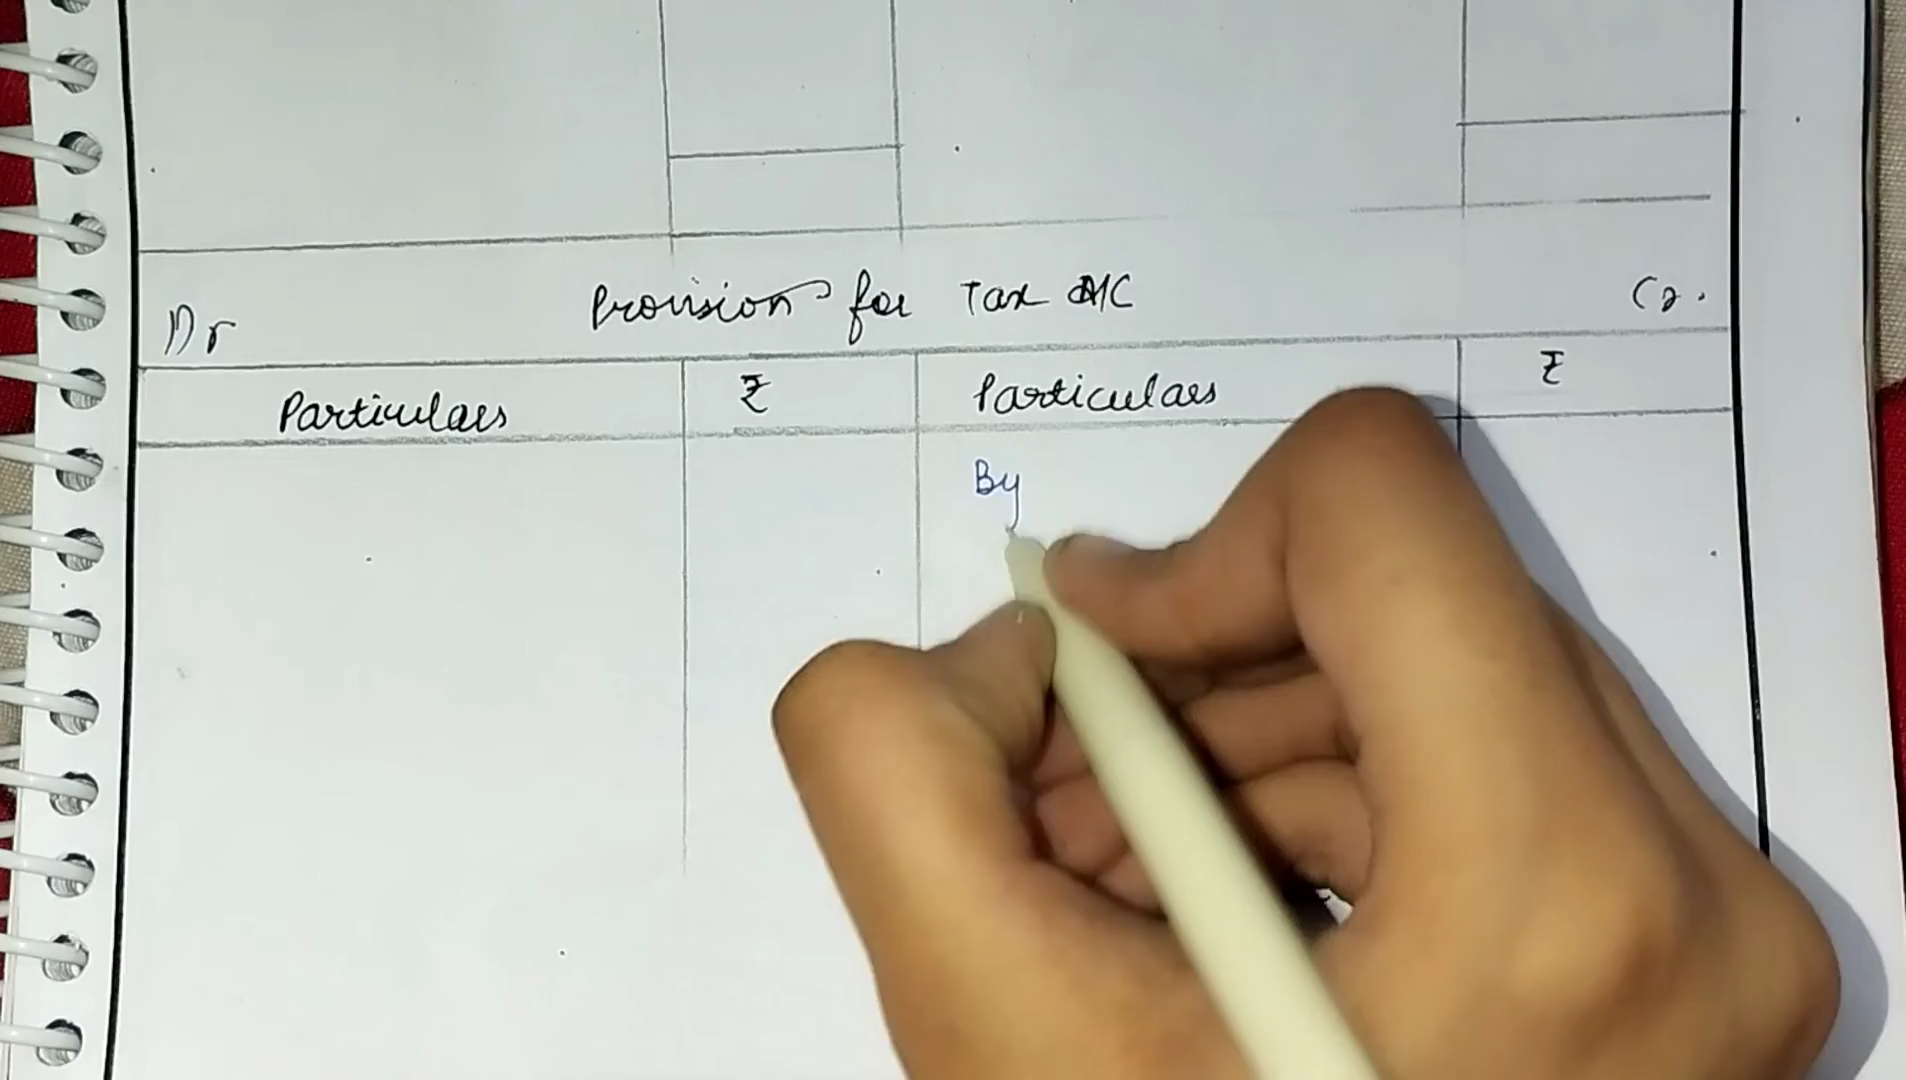 Dr Provision for Tax A/C Cr.
Particulars ₹ Particulars ₹
By